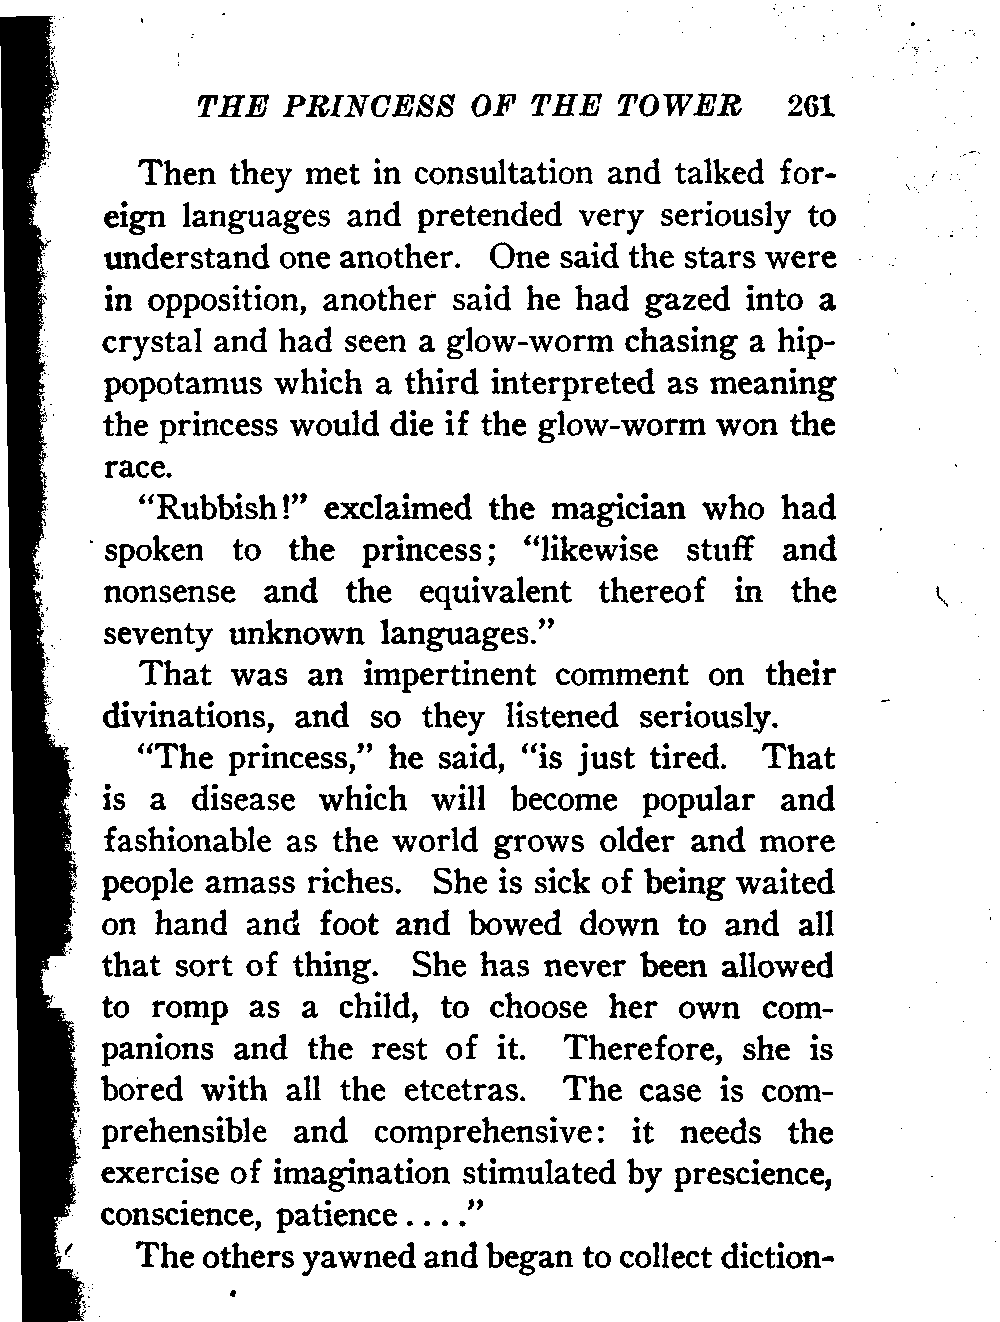 THE PRINCESS OF THE TOWER 261
Then they met in consultation and talked for-
eign languages and pretended very seriously to
understand one another. One said the stars were
in opposition, another said he had gazed into a
crystal and had seen a glow-worm chasing a hip-
popotamus which a third interpreted as meaning
the princess would die if the glow-worm won the
race.
"Rubbish!" exclaimed the magician who had
spoken to the princess; "likewise stuff and
nonsense and the equivalent thereof in the
seventy unknown languages."
That was an impertinent comment on their
divinations, and so they listened seriously.
"The princess," he said, "is just tired. That
is a disease which will become popular and
fashionable as the world grows older and more
people amass riches. She is sick of being waited
on hand and foot and bowed down to and all
that sort of thing. She has never been allowed
to romp as a child, to choose her own com-
panions and the rest of it. Therefore, she is
bored with all the etcetras. The case is com-
prehensible and comprehensive: it needs the
exercise of imagination stimulated by prescience,
conscience, patience...."
The others yawned and began to collect diction-